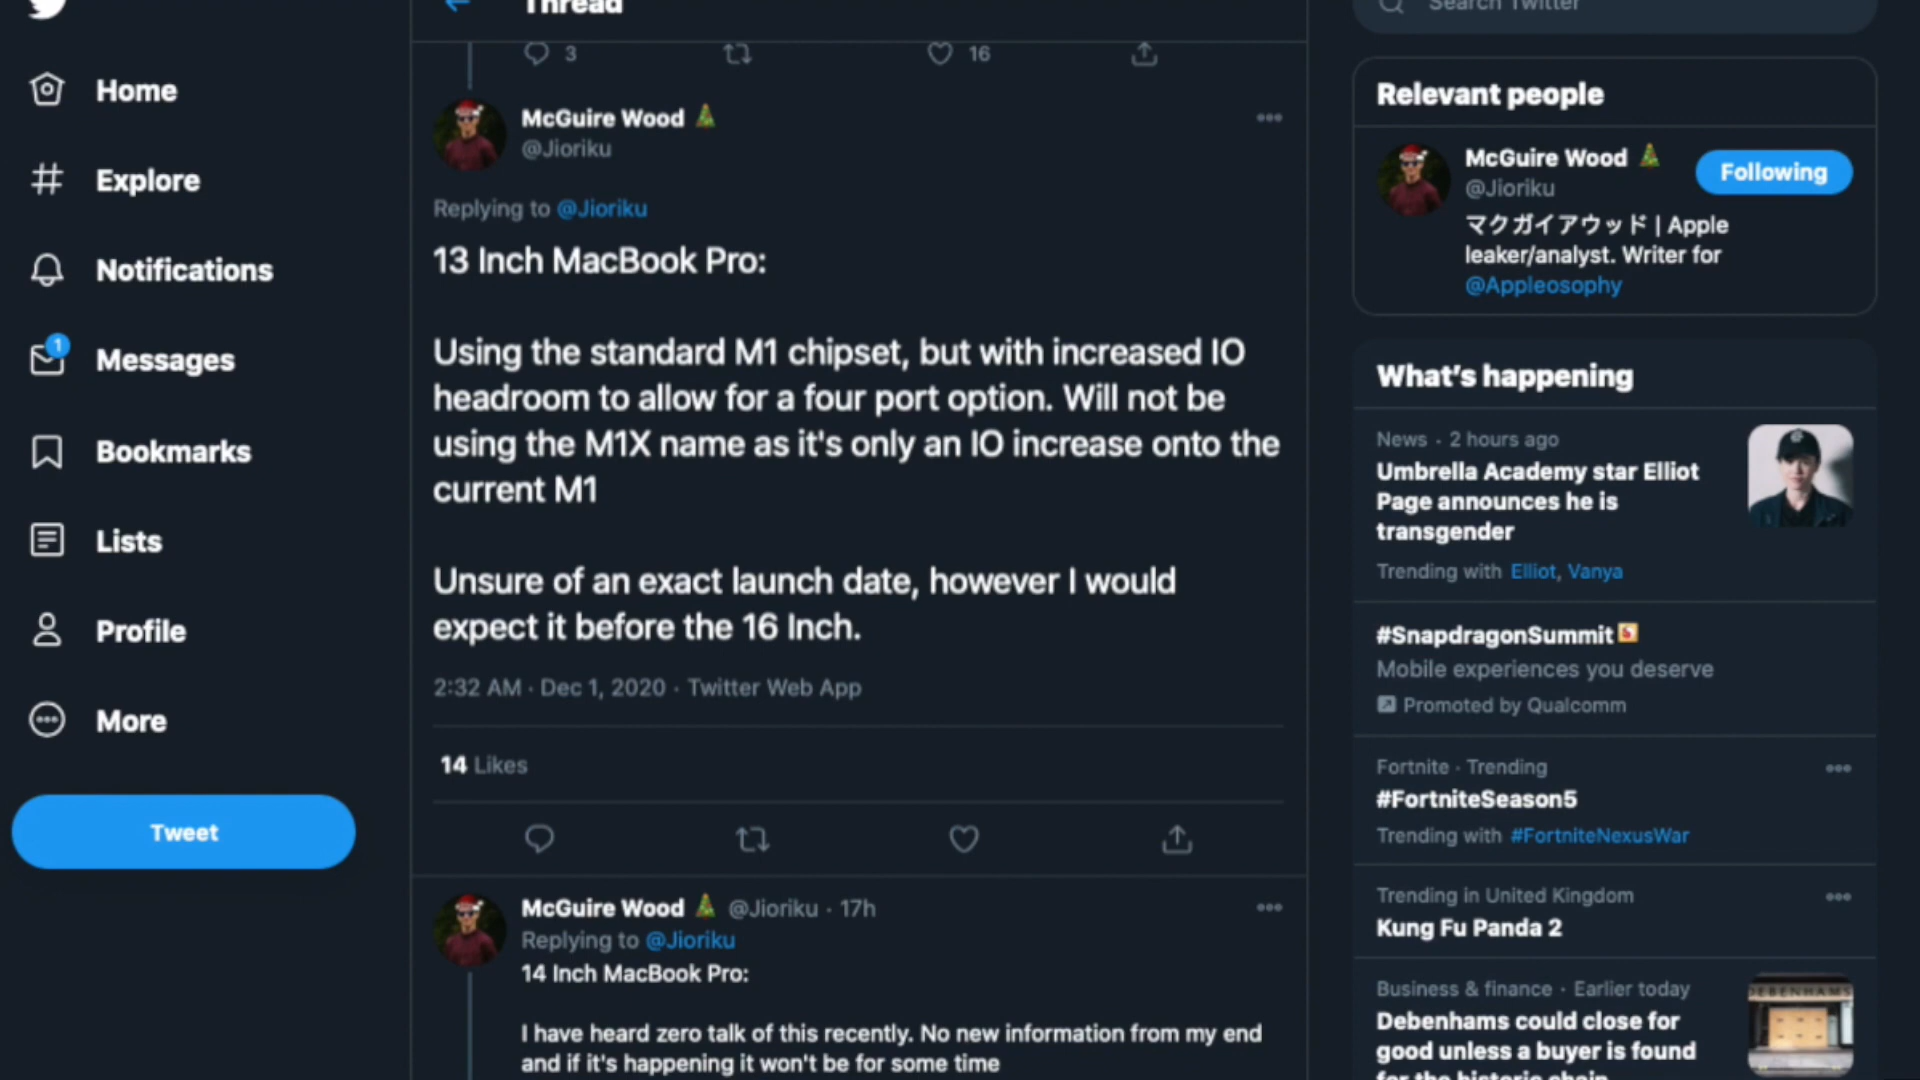 Thread
Search Twitter
Home
Explore
Notifications
1
Messages
Bookmarks
Lists
Profile
More
Tweet
3
16
McGuire Wood 🎄
@Jioriku
Replying to @Jioriku
13 Inch MacBook Pro:
Using the standard M1 chipset, but with increased IO
headroom to allow for a four port option. Will not be
using the M1X name as it's only an IO increase onto the
current M1
Unsure of an exact launch date, however I would
expect it before the 16 Inch.
2:32 AM · Dec 1, 2020 · Twitter Web App
14 Likes
McGuire Wood 🎄 @Jioriku · 17h
Replying to @Jioriku
14 Inch MacBook Pro:
I have heard zero talk of this recently. No new information from my end
and if it's happening it won't be for some time
Relevant people
McGuire Wood 🎄
@Jioriku
Following
マクガイアウッド | Apple
leaker/analyst. Writer for
@Appleosophy
What's happening
News · 2 hours ago
Umbrella Academy star Elliot
Page announces he is
transgender
Trending with Elliot, Vanya
#SnapdragonSummit
Mobile experiences you deserve
Promoted by Qualcomm
Fortnite · Trending
#FortniteSeason5
Trending with #FortniteNexusWar
Trending in United Kingdom
Kung Fu Panda 2
Business & finance · Earlier today
DEBENHAMS
Debenhams could close for
good unless a buyer is found
for the historic chain